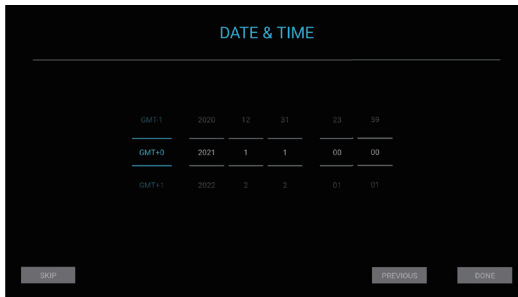 DATE & TIME
GMT-1 2020 12 31 23 59
GMT+0 2021 1 1 00 00
GMT+1 2022 2 2 01 01
SKIP PREVIOUS DONE